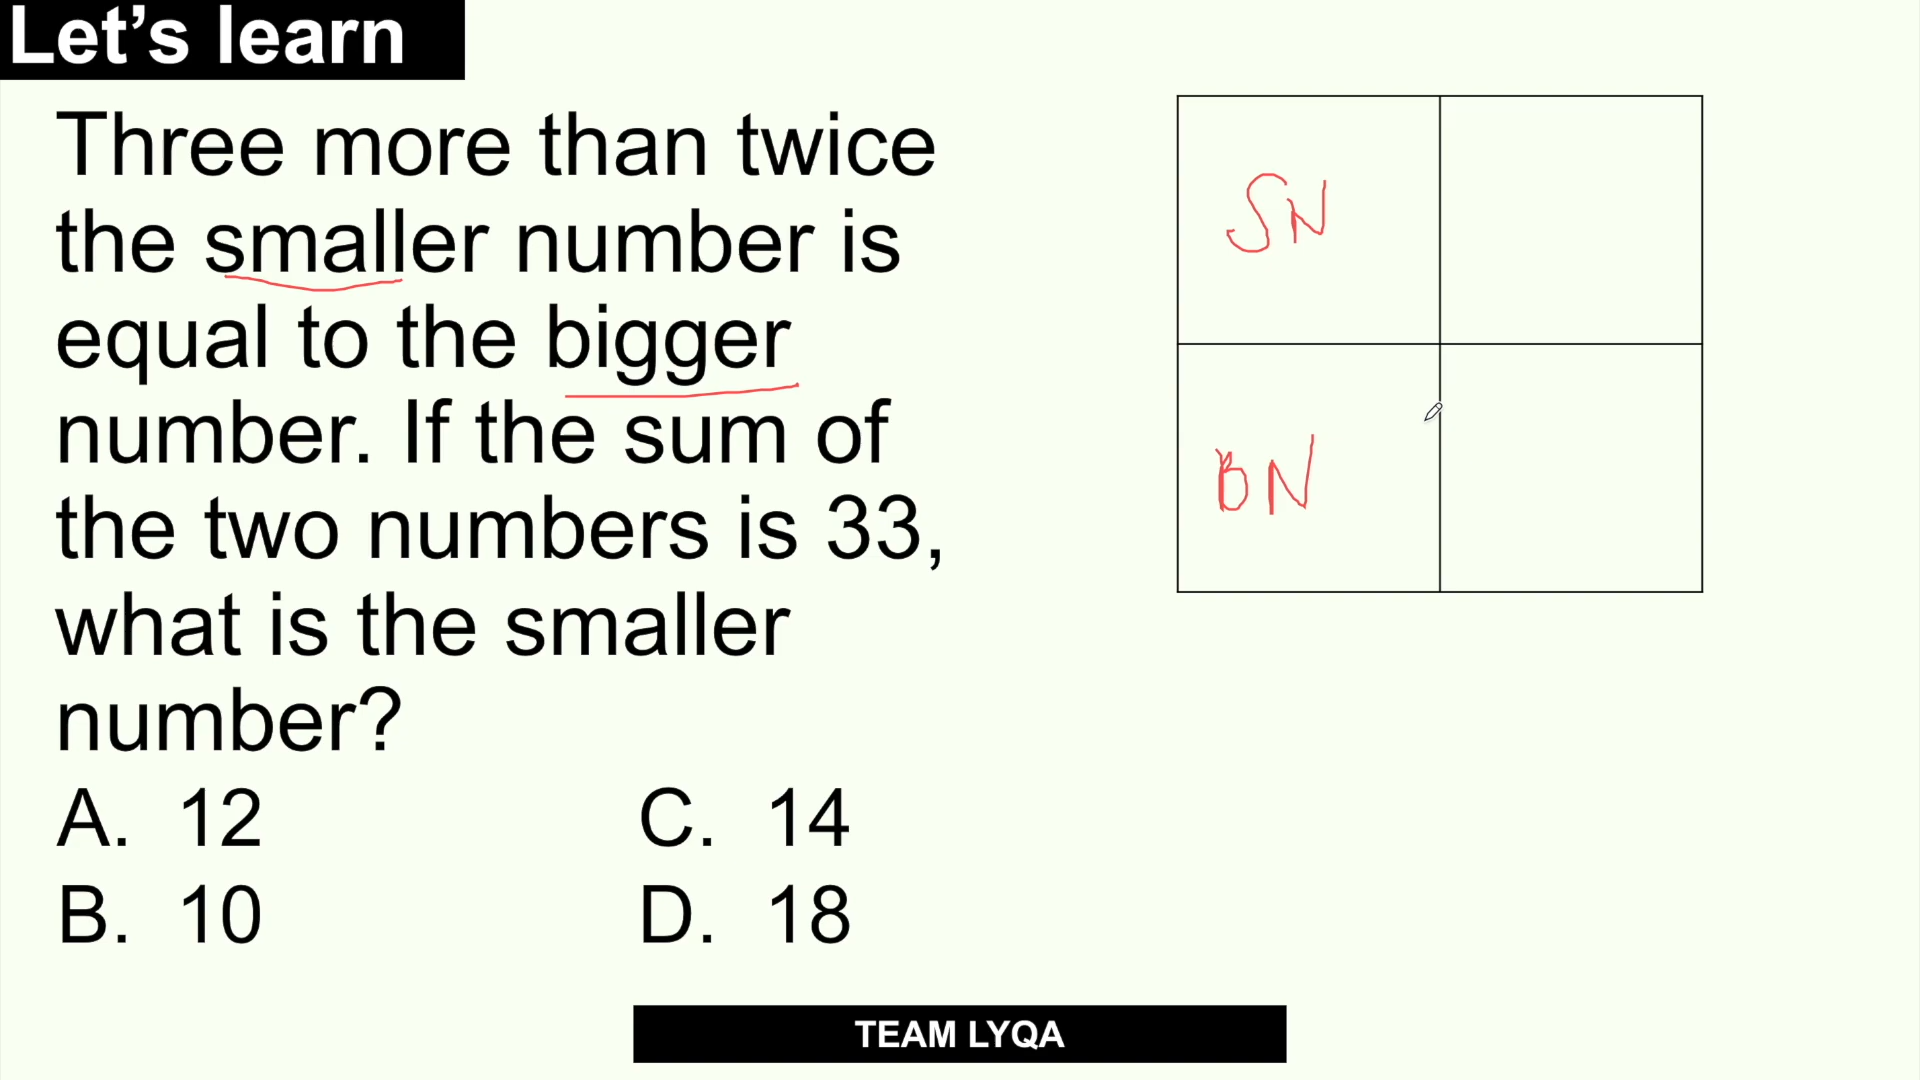 Let’s learn
Three more than twice
the smaller number is
equal to the bigger
number. If the sum of
the two numbers is 33,
what is the smaller
number?
A. 12
C. 14
B. 10
D. 18
SN
BN
TEAM LYQA